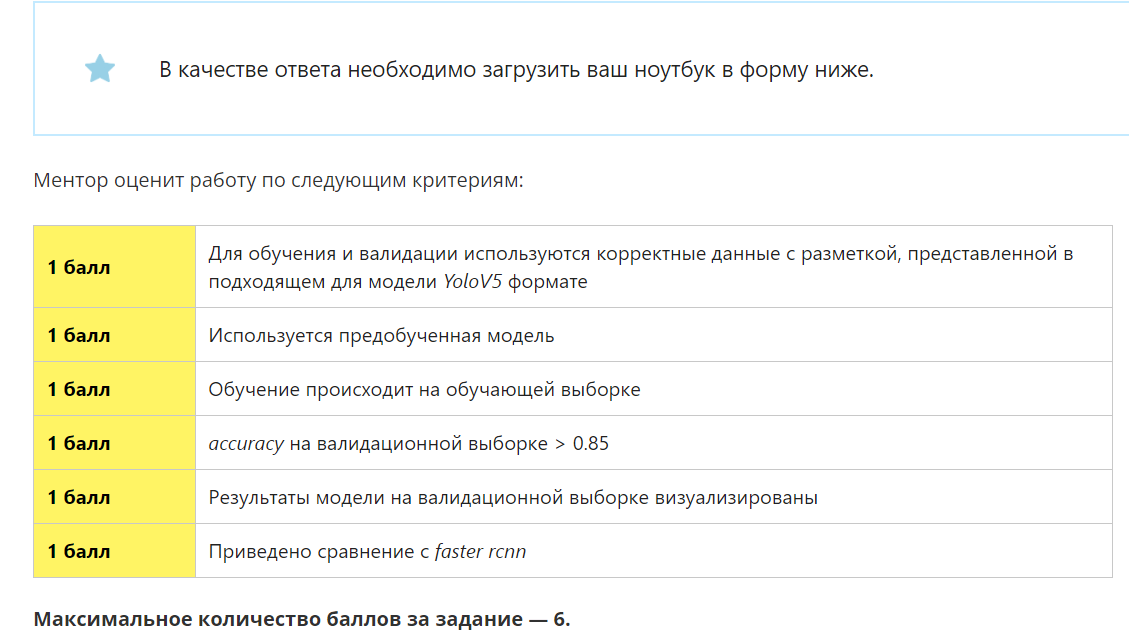 В качестве ответа необходимо загрузить ваш ноутбук в форму ниже.
Ментор оценит работу по следующим критериям:
1 балл
Для обучения и валидации используются корректные данные с разметкой, представленной в
подходящем для модели YoloV5 формате
1 балл
Используется предобученная модель
1 балл
Обучение происходит на обучающей выборке
1 балл
accuracy на валидационной выборке > 0.85
1 балл
Результаты модели на валидационной выборке визуализированы
1 балл
Приведено сравнение с faster rcnn
Максимальное количество баллов за задание — 6.